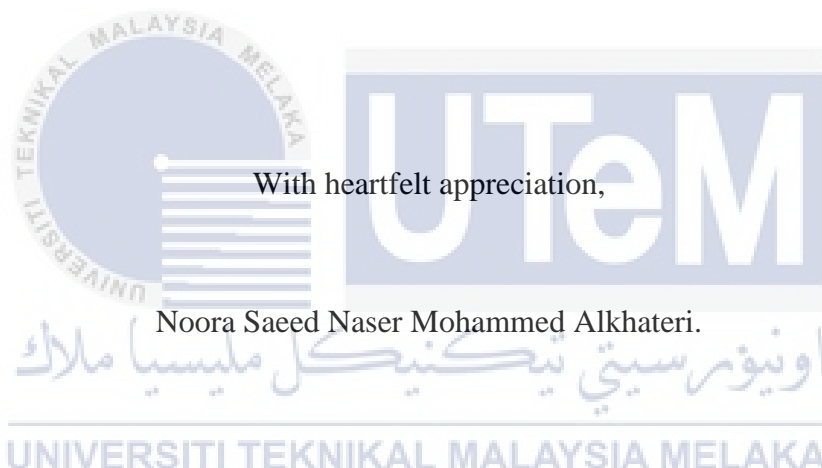 UNIVERSITI TEKNIKAL MALAYSIA MELAKA
UTeM
With heartfelt appreciation,
Noora Saeed Naser Mohammed Alkhateri.
اونيۏرسيتي تيكنيكل مليسيا ملاك
UNIVERSITI TEKNIKAL MALAYSIA MELAKA